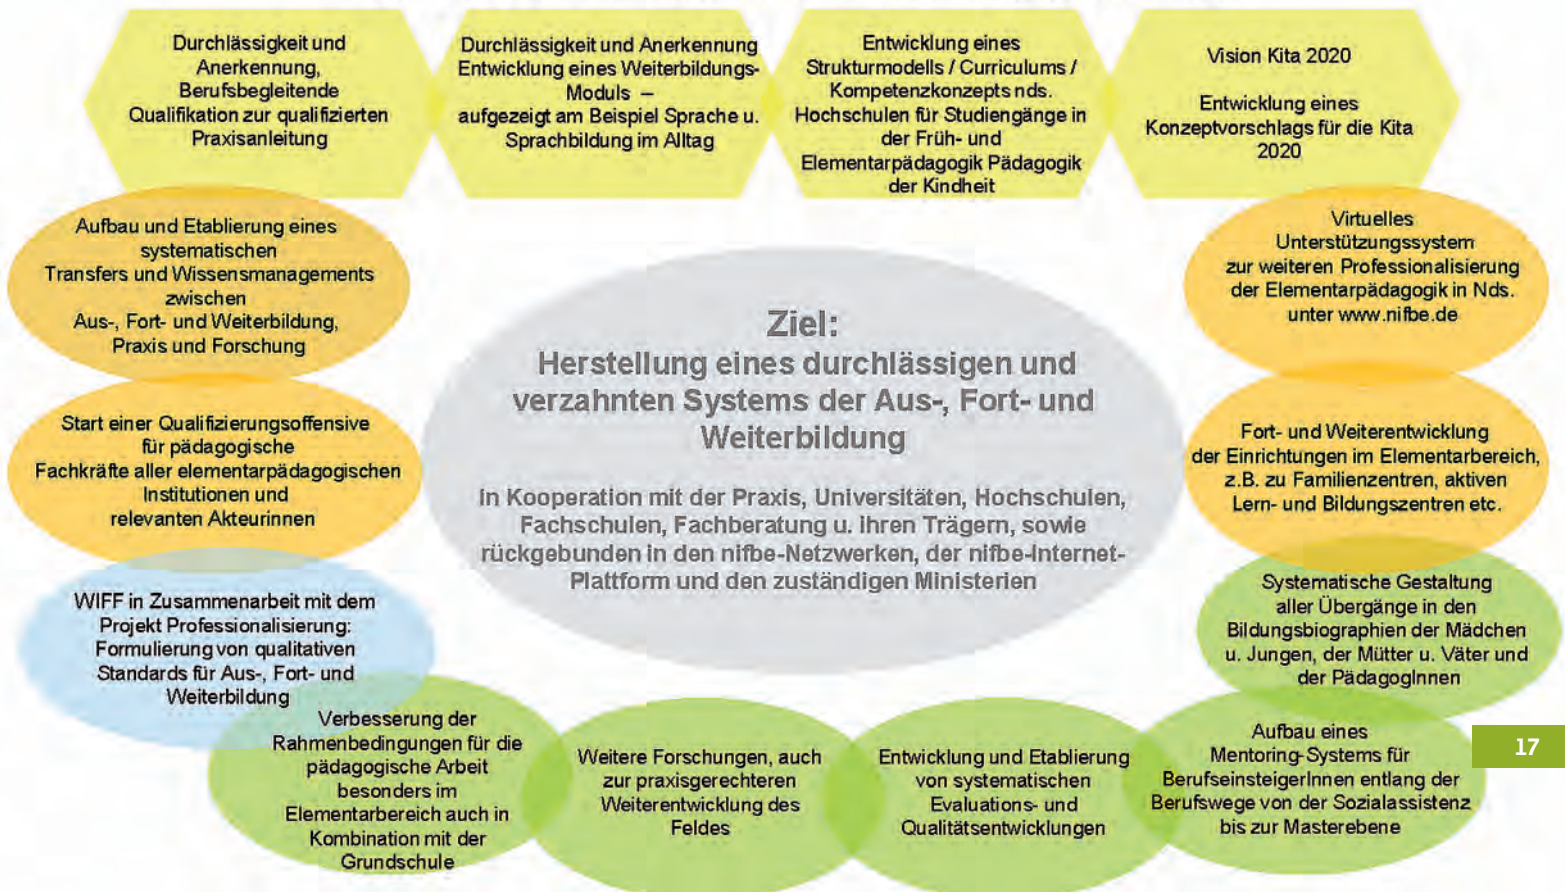 Durchlässigkeit und
Anerkennung,
Berufsbegleitende
Qualifikation zur qualifizierten
Praxisanleitung
Durchlässigkeit und Anerkennung
Entwicklung eines Weiterbildungs-
Moduls –
aufgezeigt am Beispiel Sprache u.
Sprachbildung im Alltag
Entwicklung eines
Strukturmodells / Curriculums /
Kompetenzkonzepts nds.
Hochschulen für Studiengänge in
der Früh- und
Elementarpädagogik Pädagogik
der Kindheit
Vision Kita 2020
Entwicklung eines
Konzeptvorschlags für die Kita
2020
Aufbau und Etablierung eines
systematischen
Transfers und Wissensmanagements
zwischen
Aus-, Fort- und Weiterbildung,
Praxis und Forschung
Virtuelles
Unterstützungssystem
zur weiteren Professionalisierung
der Elementarpädagogik in Nds.
unter www.nifbe.de
Ziel:
Herstellung eines durchlässigen und
verzahnten Systems der Aus-, Fort- und
Weiterbildung
in Kooperation mit der Praxis, Universitäten, Hochschulen,
Fachschulen, Fachberatung u. ihren Trägern, sowie
rückgebunden in den nifbe-Netzwerken, der nifbe-Internet-
Plattform und den zuständigen Ministerien
Start einer Qualifizierungsoffensive
für pädagogische
Fachkräfte aller elementarpädagogischen
Institutionen und
relevanten Akteurinnen
Fort- und Weiterentwicklung
der Einrichtungen im Elementarbereich,
z.B. zu Familienzentren, aktiven
Lern- und Bildungszentren etc.
WIFF in Zusammenarbeit mit dem
Projekt Professionalisierung:
Formulierung von qualitativen
Standards für Aus-, Fort- und
Weiterbildung
Systematische Gestaltung
aller Übergänge in den
Bildungsbiographien der Mädchen
u. Jungen, der Mütter u. Väter und
der PädagogInnen
Verbesserung der
Rahmenbedingungen für die
pädagogische Arbeit
besonders im
Elementarbereich auch in
Kombination mit der
Grundschule
Weitere Forschungen, auch
zur praxisgerechteren
Weiterentwicklung des
Feldes
Entwicklung und Etablierung
von systematischen
Evaluations- und
Qualitätsentwicklungen
Aufbau eines
Mentoring-Systems für
BerufseinsteigerInnen entlang der
Berufswege von der Sozialassistenz
bis zur Masterebene
17